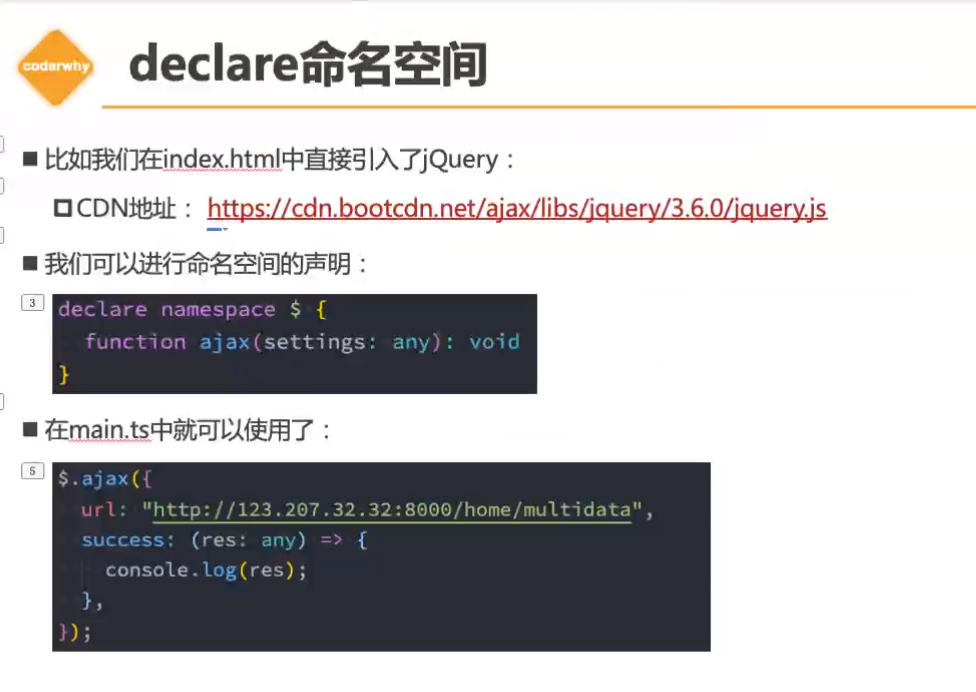 coderwhy
declare命名空间
比如我们在index.html中直接引入了jQuery：
CDN地址： https://cdn.bootcdn.net/ajax/libs/jquery/3.6.0/jquery.js
我们可以进行命名空间的声明：
3
declare namespace $ {
function ajax(settings: any): void
}
在main.ts中就可以使用了：
5
$.ajax({
url: "http://123.207.32.32:8000/home/multidata",
success: (res: any) => {
console.log(res);
},
});